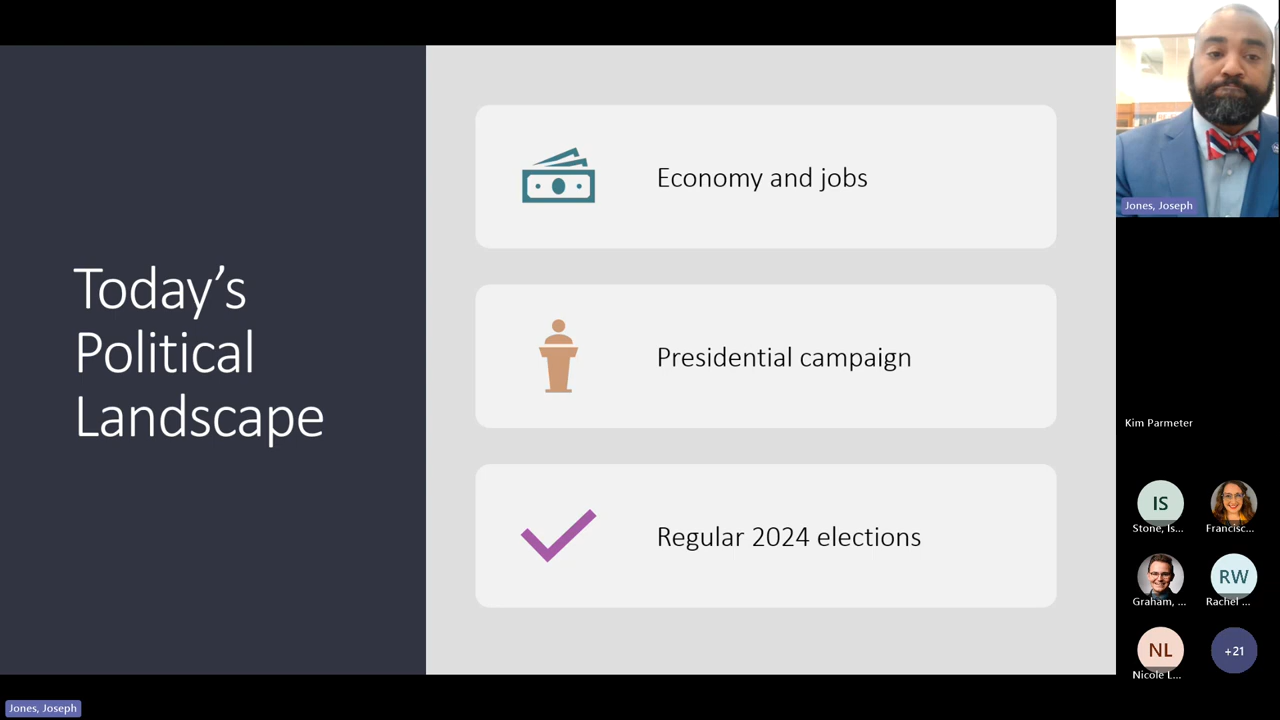 Today's
Political
Landscape
Economy and jobs
Presidential campaign
Regular 2024 elections
Jones, Joseph
Kim Parmeter
IS
Stone, Is...
Francisc...
Graham, ...
RW
Rachel ...
NL
Nicole L...
+21
Jones, Joseph